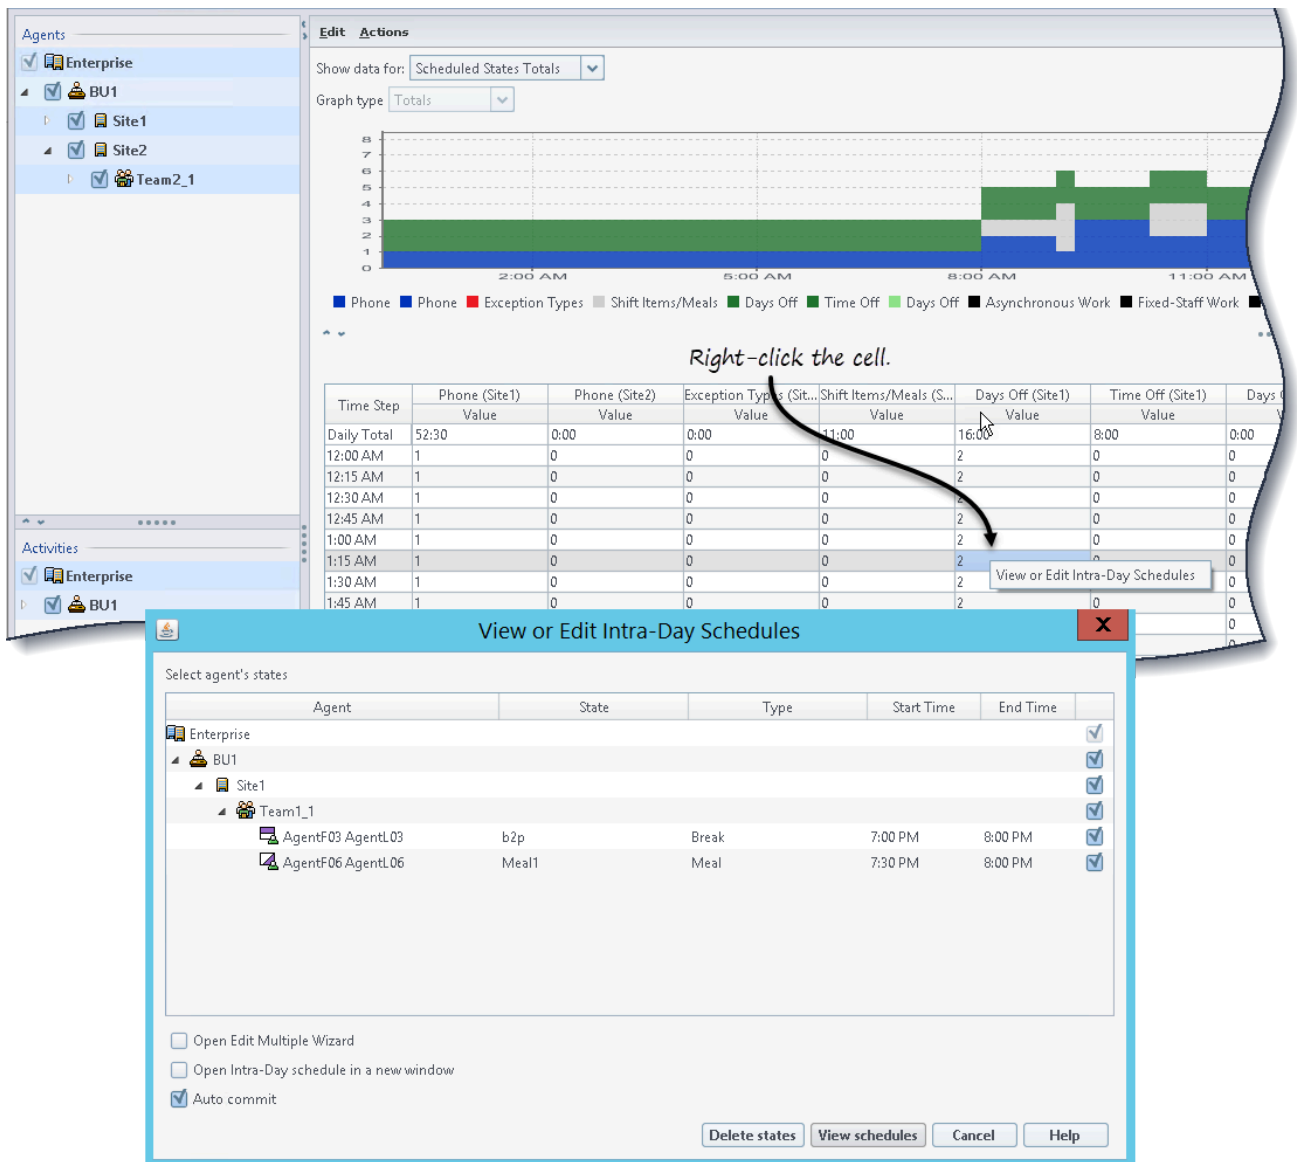 Agents
Enterprise
BU1
Site1
Site2
Team2_1
Activities
Enterprise
BU1
Edit Actions
Show data for: Scheduled States Totals
Graph type Totals
8
7
6
5
4
3
2
1
0
2:00 AM 5:00 AM 8:00 AM 11:00 AM
Phone Phone Exception Types Shift Items/Meals Days Off Time Off Days Off Asynchronous Work Fixed-Staff Work
Right-click the cell.
Time Step Phone (Site1) Phone (Site2) Exception Types (Sit... Shift Items/Meals (S... Days Off (Site1) Time Off (Site1) Days
Value Value Value Value Value Value
Daily Total 52:30 0:00 0:00 11:00 16:00 8:00 0:00
12:00 AM 1 0 0 0 2 0 0
12:15 AM 1 0 0 0 2 0 0
12:30 AM 1 0 0 0 2 0 0
12:45 AM 1 0 0 0 2 0 0
1:00 AM 1 0 0 0 2 0 0
1:15 AM 1 0 0 0 2 0 0
1:30 AM 1 0 0 0 2 0
View or Edit Intra-Day Schedules
1:45 AM 1 0 0 0 2 0 0
0
0
View or Edit Intra-Day Schedules
X
Select agent's states
Agent State Type Start Time End Time
Enterprise
BU1
Site1
Team1_1
AgentF03 AgentL03 b2p Break 7:00 PM 8:00 PM
AgentF06 AgentL06 Meal1 Meal 7:30 PM 8:00 PM
Open Edit Multiple Wizard
Open Intra-Day schedule in a new window
Auto commit
Delete states View schedules Cancel Help